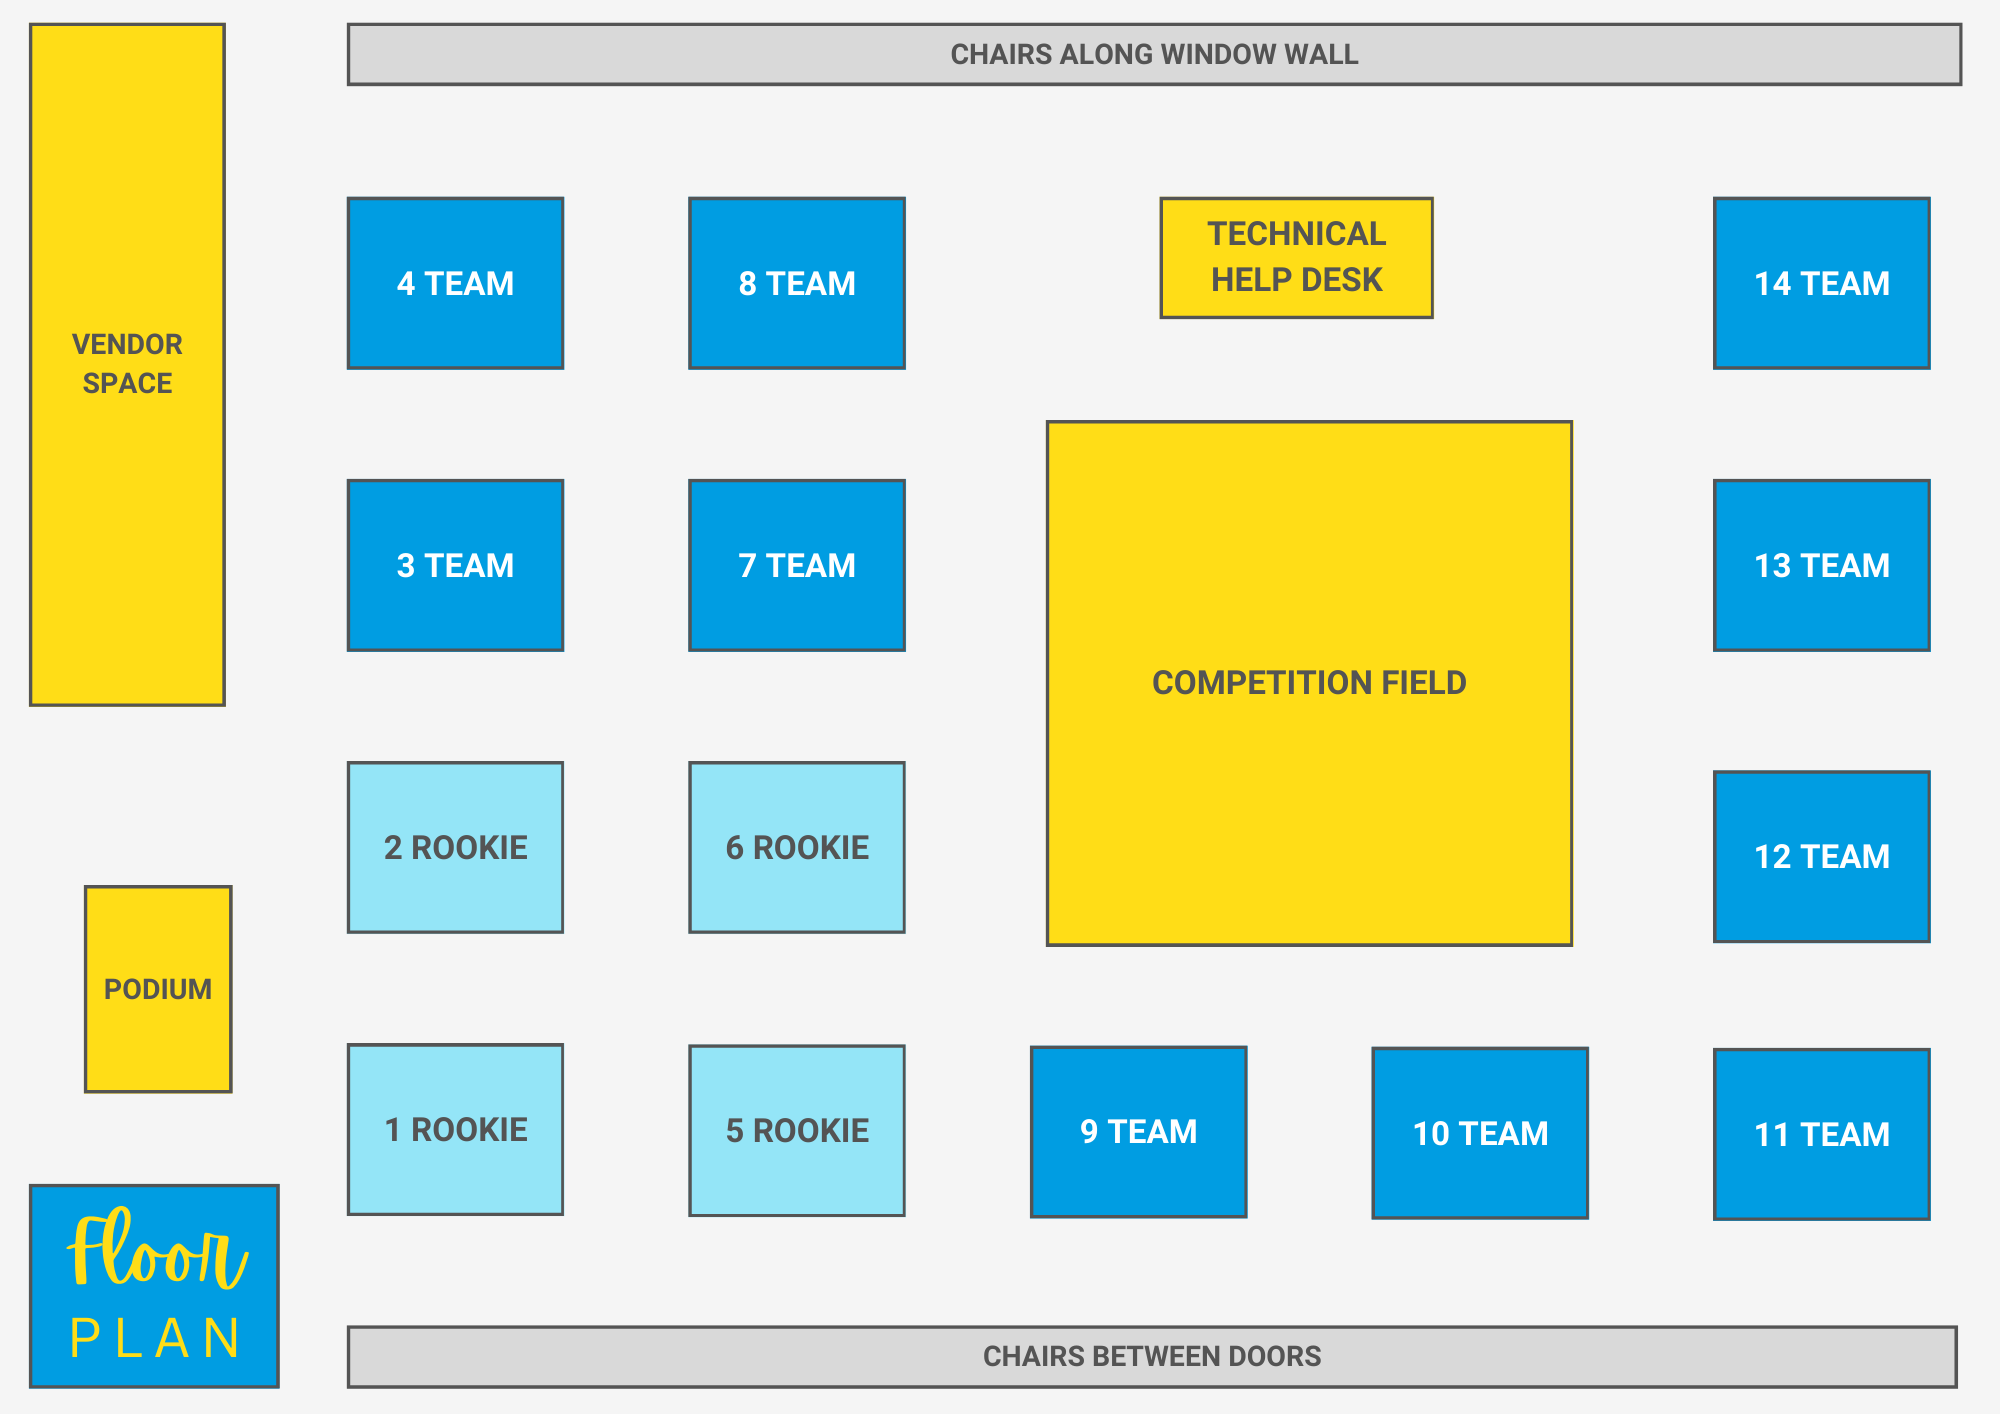 CHAIRS ALONG WINDOW WALL
VENDOR
SPACE
4 TEAM
8 TEAM
TECHNICAL
HELP DESK
14 TEAM
3 TEAM
7 TEAM
COMPETITION FIELD
13 TEAM
2 ROOKIE
6 ROOKIE
12 TEAM
PODIUM
1 ROOKIE
5 ROOKIE
9 TEAM
10 TEAM
11 TEAM
Floor
PLAN
CHAIRS BETWEEN DOORS